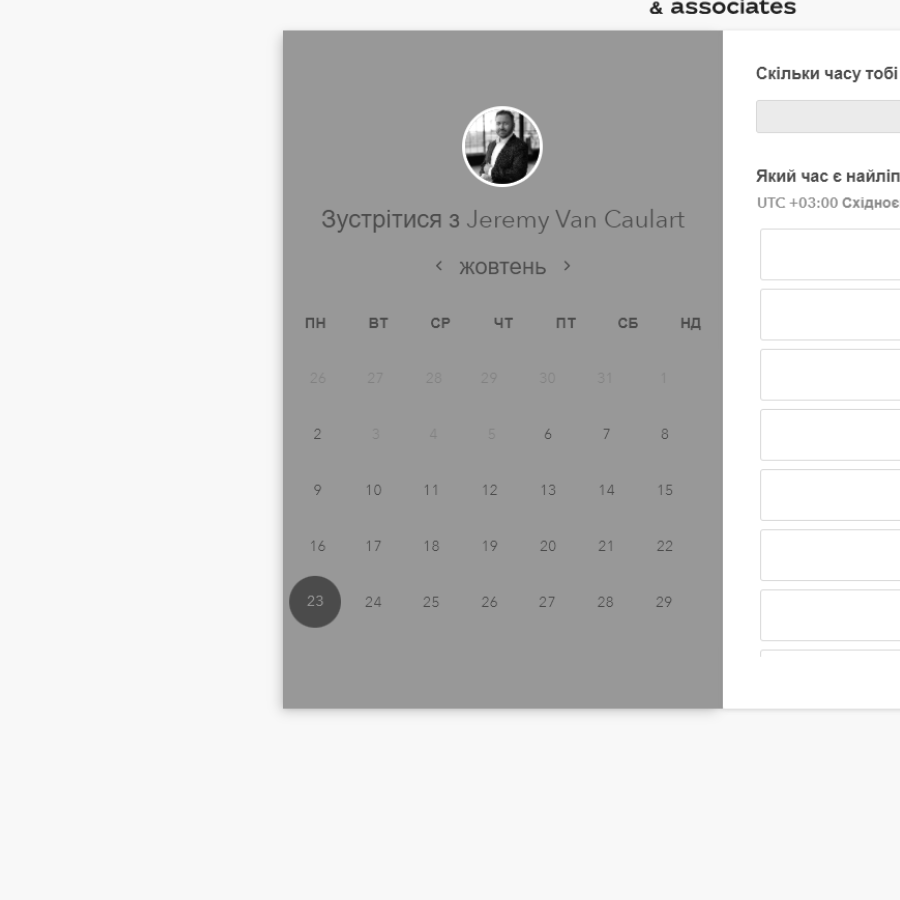 & associates
Зустрітися з Jeremy Van Caulart
жовтень
ПН ВТ СР ЧТ ПТ СБ НД
26 27 28 29 30 31 1
2 3 4 5 6 7 8
9 10 11 12 13 14 15
16 17 18 19 20 21 22
23 24 25 26 27 28 29
Скільки часу тобі
Який час є найліп
UTC +03:00 Східноє